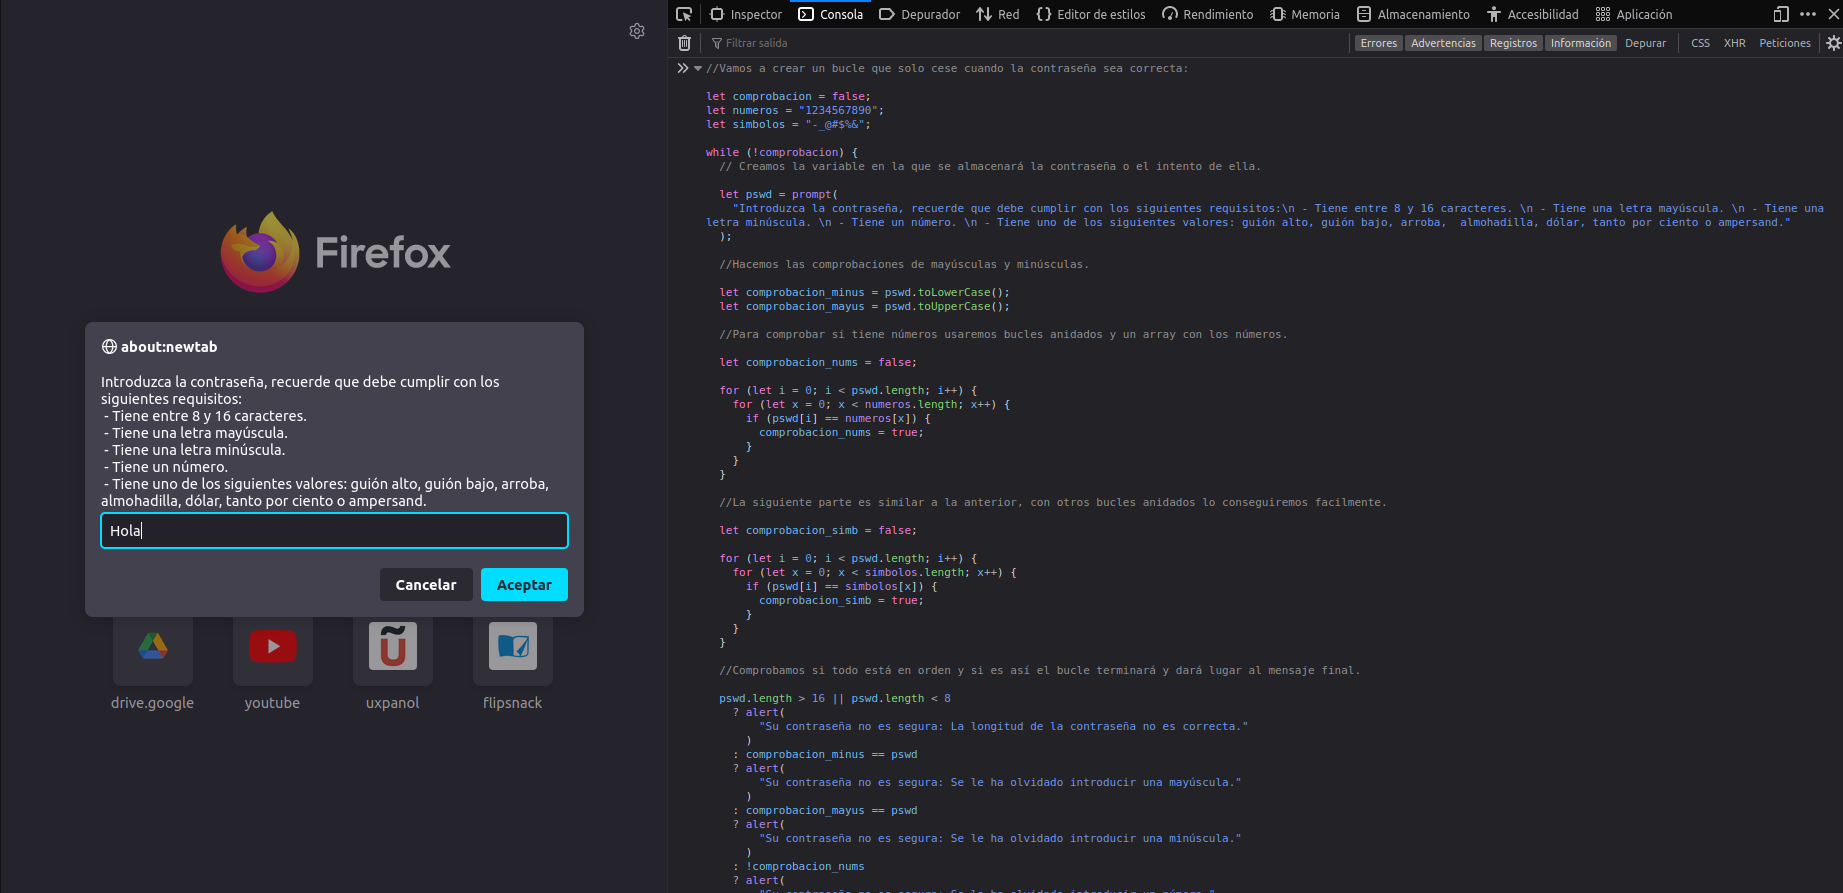 Firefox
about:newtab
Introduzca la contraseña, recuerde que debe cumplir con los
siguientes requisitos:
- Tiene entre 8 y 16 caracteres.
- Tiene una letra mayúscula.
- Tiene una letra minúscula.
- Tiene un número.
- Tiene uno de los siguientes valores: guión alto, guión bajo, arroba,
almohadilla, dólar, tanto por ciento o ampersand.
Hola
Cancelar Aceptar
drive.google youtube uxpanol flipsnack
Inspector Consola Depurador Red {} Editor de estilos Rendimiento Memoria Almacenamiento Accesibilidad Aplicación
Filtrar salida Errores Advertencias Registros Información Depurar CSS XHR Peticiones
//Vamos a crear un bucle que solo cese cuando la contraseña sea correcta:
let comprobacion = false;
let numeros = "1234567890";
let simbolos = "-_@#$%&";
while (!comprobacion) {
// Creamos la variable en la que se almacenará la contraseña o el intento de ella.
let pswd = prompt(
"Introduzca la contraseña, recuerde que debe cumplir con los siguientes requisitos:\n - Tiene entre 8 y 16 caracteres. \n - Tiene una letra mayúscula. \n - Tiene una
letra minúscula. \n - Tiene un número. \n - Tiene uno de los siguientes valores: guión alto, guión bajo, arroba,  almohadilla, dólar, tanto por ciento o ampersand."
);
//Hacemos las comprobaciones de mayúsculas y minúsculas.
let comprobacion_minus = pswd.toLowerCase();
let comprobacion_mayus = pswd.toUpperCase();
//Para comprobar si tiene números usaremos bucles anidados y un array con los números.
let comprobacion_nums = false;
for (let i = 0; i < pswd.length; i++) {
for (let x = 0; x < numeros.length; x++) {
if (pswd[i] == numeros[x]) {
comprobacion_nums = true;
}
}
}
//La siguiente parte es similar a la anterior, con otros bucles anidados lo conseguiremos facilmente.
let comprobacion_simb = false;
for (let i = 0; i < pswd.length; i++) {
for (let x = 0; x < simbolos.length; x++) {
if (pswd[i] == simbolos[x]) {
comprobacion_simb = true;
}
}
}
//Comprobamos si todo está en orden y si es así el bucle terminará y dará lugar al mensaje final.
pswd.length > 16 || pswd.length < 8
? alert(
"Su contraseña no es segura: La longitud de la contraseña no es correcta."
)
: comprobacion_minus == pswd
? alert(
"Su contraseña no es segura: Se le ha olvidado introducir una mayúscula."
)
: comprobacion_mayus == pswd
? alert(
"Su contraseña no es segura: Se le ha olvidado introducir una minúscula."
)
: !comprobacion_nums
? alert(
"Su contraseña no es segura: Se le ha olvidado introducir un número."